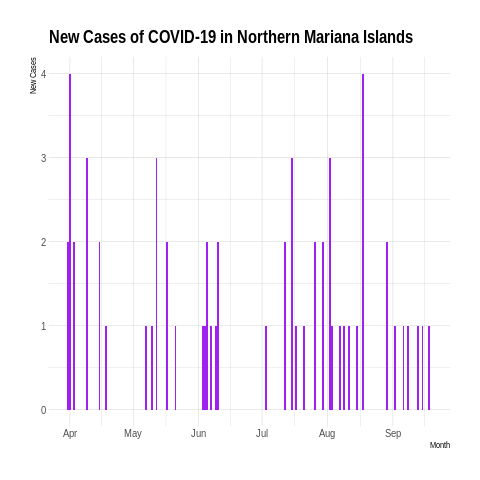 New Cases of COVID-19 in Northern Mariana Islands
New Cases
4
3
2
1
0
Apr May Jun Jul Aug Sep
Month